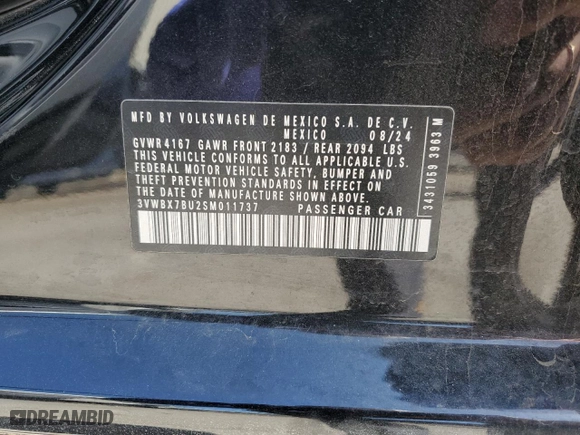 MFD BY VOLKSWAGEN DE MEXICO S.A. DE C.V.
MEXICO 08/24
GVWR 4167 GAWR FRONT 2183 / REAR 2094 LBS
THIS VEHICLE CONFORMS TO ALL APPLICABLE U.S.
FEDERAL MOTOR VEHICLE SAFETY, BUMPER AND
THEFT PREVENTION STANDARDS IN EFFECT ON THE
DATE OF MANUFACTURE SHOWN ABOVE.
3VWBX7BU2SM011737 PASSENGER CAR
3431059 3963 M
DREAMBID